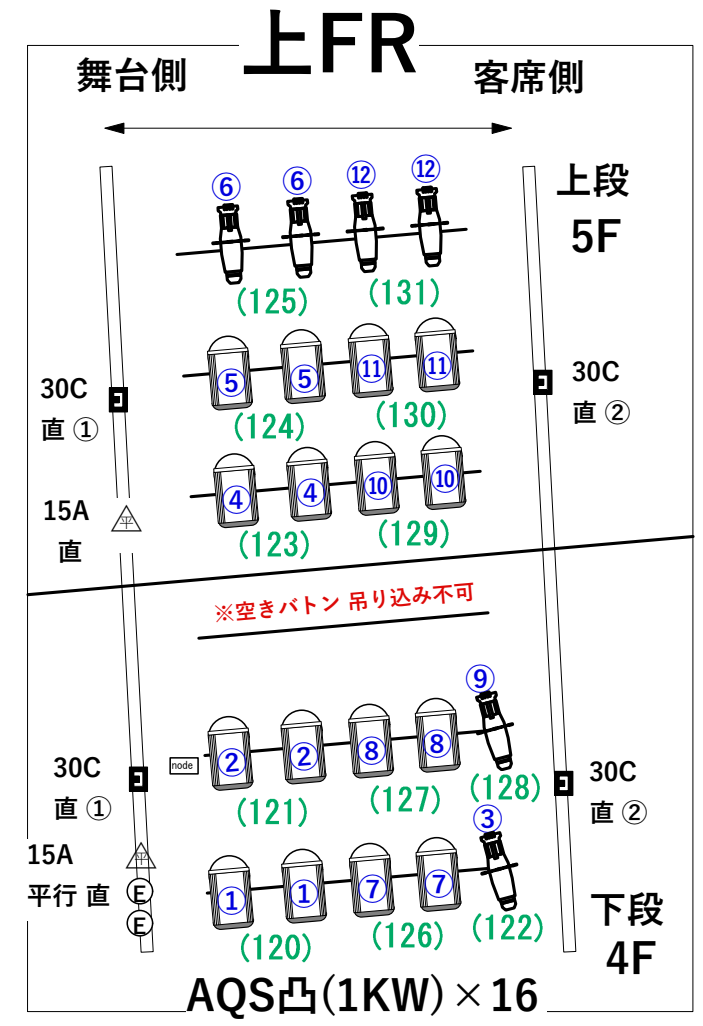 上FR
舞台側
客席側
上段
5F
⑥ ⑥ ⑫ ⑫
(125) (131)
30C
直 ①
⑤ ⑤ ⑪ ⑪
(124) (130)
30C
直 ②
15A
直
④ ④ ⑩ ⑩
(123) (129)
※空きバトン 吊り込み不可
⑨
node
② ② ⑧ ⑧
(121) (127) (128)
30C
直 ①
30C
直 ②
③
15A
平
平行 直
E
E
① ① ⑦ ⑦
(120) (126) (122)
下段
4F
平
AQS凸(1KW)×16